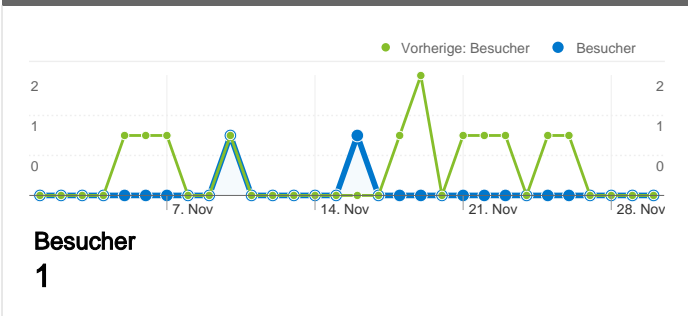 Vorherige: Besucher Besucher
2 2
1 1
0 0
7. Nov 14. Nov 21. Nov 28. Nov
Besucher
1